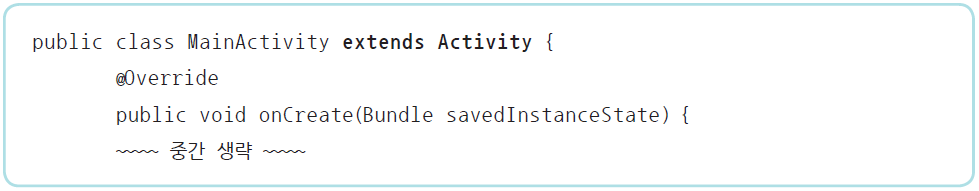 public class MainActivity extends Activity {
@Override
public void onCreate(Bundle savedInstanceState) {
~~~~~ 중간 생략 ~~~~~